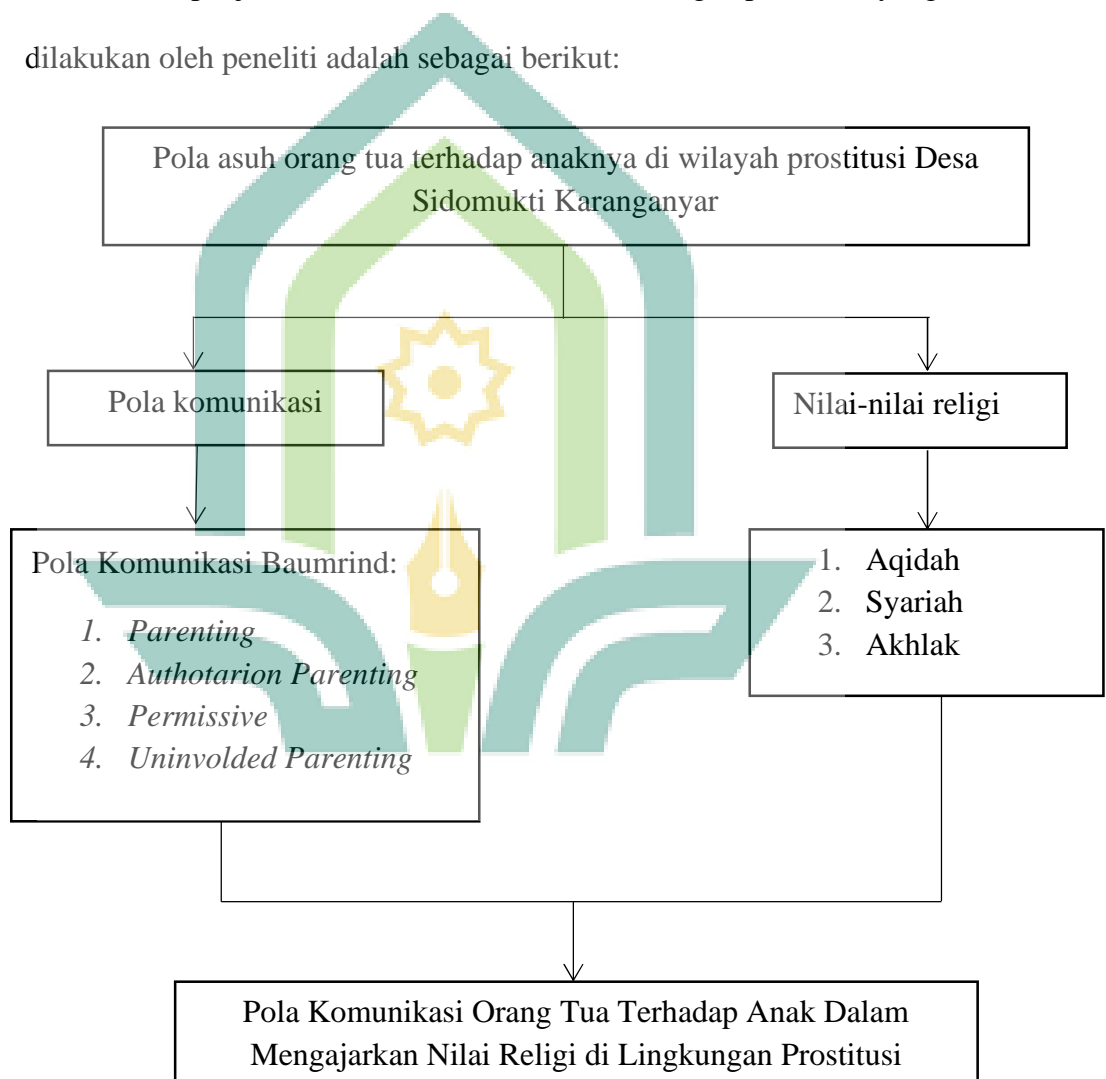 dilakukan oleh peneliti adalah sebagai berikut:
Pola asuh orang tua terhadap anaknya di wilayah prostitusi Desa
Sidomukti Karanganyar
Pola komunikasi
Nilai-nilai religi
Pola Komunikasi Baumrind:
1. Parenting
2. Authotarion Parenting
3. Permissive
4. Uninvolded Parenting
1. Aqidah
2. Syariah
3. Akhlak
Pola Komunikasi Orang Tua Terhadap Anak Dalam
Mengajarkan Nilai Religi di Lingkungan Prostitusi